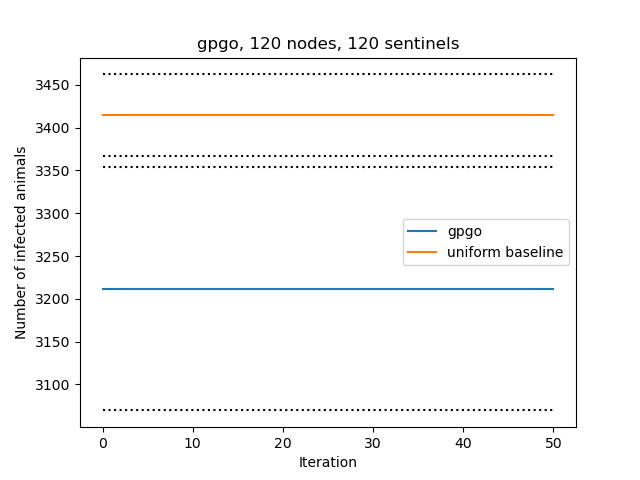 gpgo, 120 nodes, 120 sentinels
3450
3400
3350
3300
3250
3200
3150
3100
Number of infected animals
gpgo
uniform baseline
0 10 20 30 40 50
Iteration